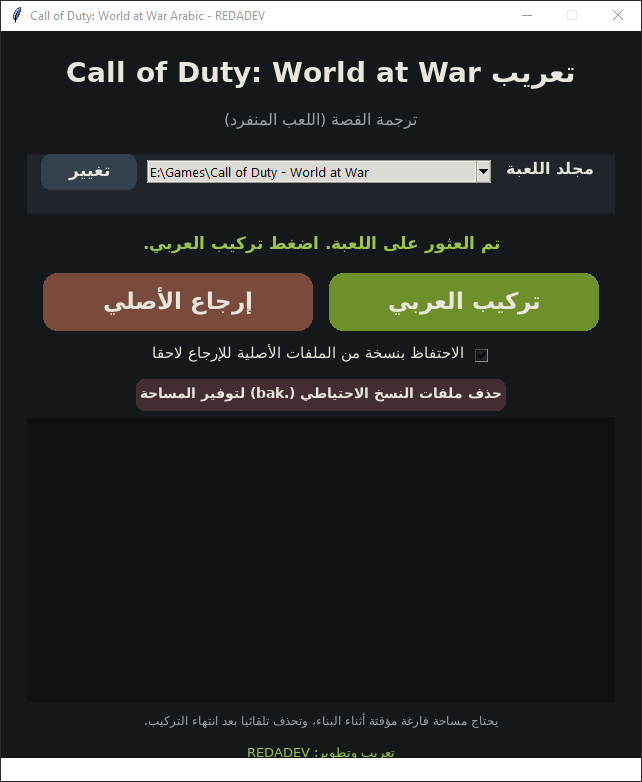 Call of Duty: World at War Arabic - REDADEV
تعريب Call of Duty: World at War
ترجمة القصة (اللعب المنفرد)
مجلد اللعبة E:\Games\Call of Duty - World at War تغيير
تم العثور على اللعبة. اضغط تركيب العربي.
تركيب العربي إرجاع الأصلي
الاحتفاظ بنسخة من الملفات الأصلية للإرجاع لاحقا
حذف ملفات النسخ الاحتياطي (.bak) لتوفير المساحة
يحتاج مساحة فارغة مؤقتة أثناء البناء، وتحذف تلقائيا بعد انتهاء التركيب.
تعريب وتطوير: REDADEV